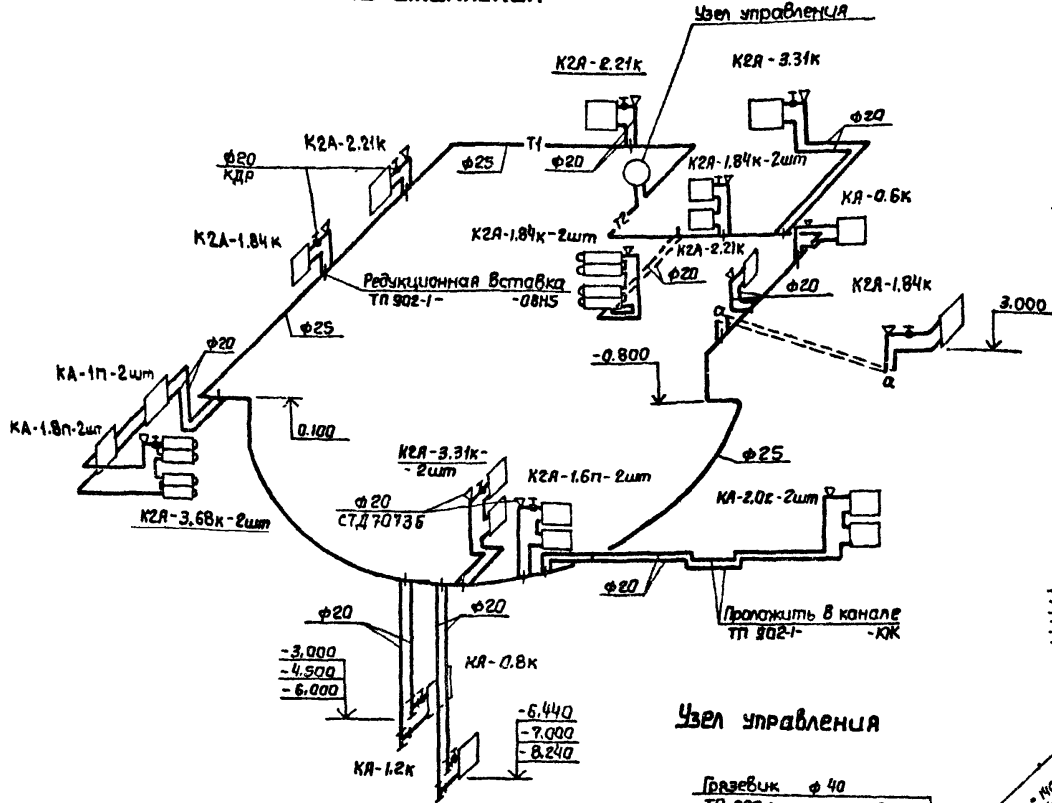 Узел управления
К2А-2.21к
К2А-3.31к
ф20
Т1
К2А-2.21к
ф20
КДР
ф25
ф20
К2А-1.84к-2шт
КА-0.6к
Т2
К2А-1.84к
К2А-1.84к-2шт
К2А-2.21к
ф20
Редукционная вставка
ТП 902-1- -ОВН5
ф20
К2А-1.84к
3.000
ф25
а
ф20
-0.800
а
КА-1п-2шт
КА-1.8п-2шт
0.100
К2А-3.31к-
-2шт
ф25
К2А-1.6п-2шт
КА-2.0к-2шт
ф20
СТД 7073Б
К2А-3.68к-2шт
ф20
ф20
ф20
Проложить в канале
ТП 902-1- -КЖ
-3.000
-4.500
-6.000
КА-0.8к
-6.440
-7.000
-8.240
Узел управления
КА-1.2к
Грязевик ф 40